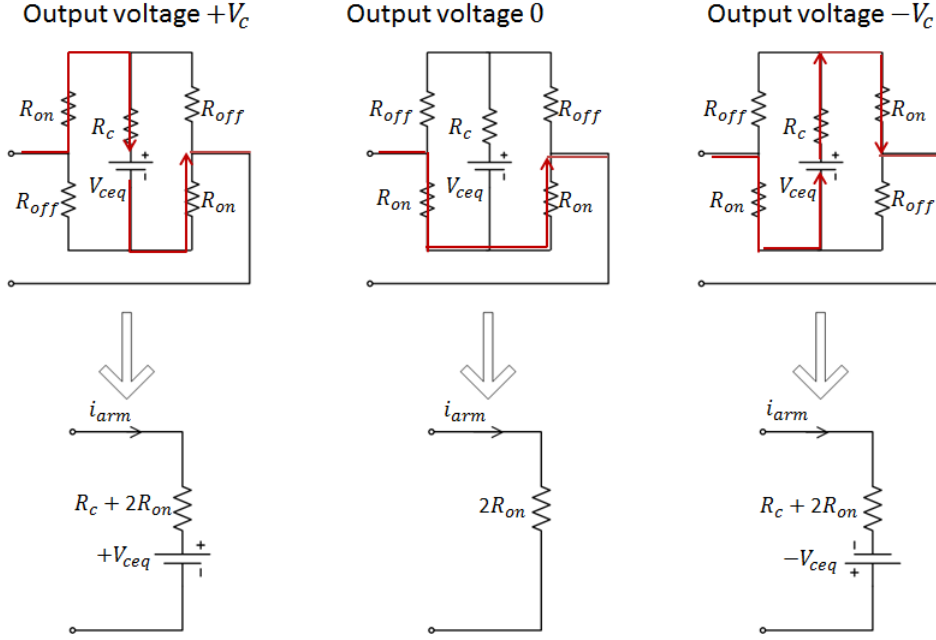 Output voltage +V_c
Output voltage 0
Output voltage −V_c
R_on
R_c
R_off
+
V_ceq
−
R_off
R_on
R_off
R_c
R_off
+
R_on
V_ceq
−
R_on
R_c
R_on
R_off
+
R_on
V_ceq
−
R_off
i_arm
i_arm
i_arm
R_c + 2R_on
+V_ceq
+
−
2R_on
R_c + 2R_on
−V_ceq
−
+